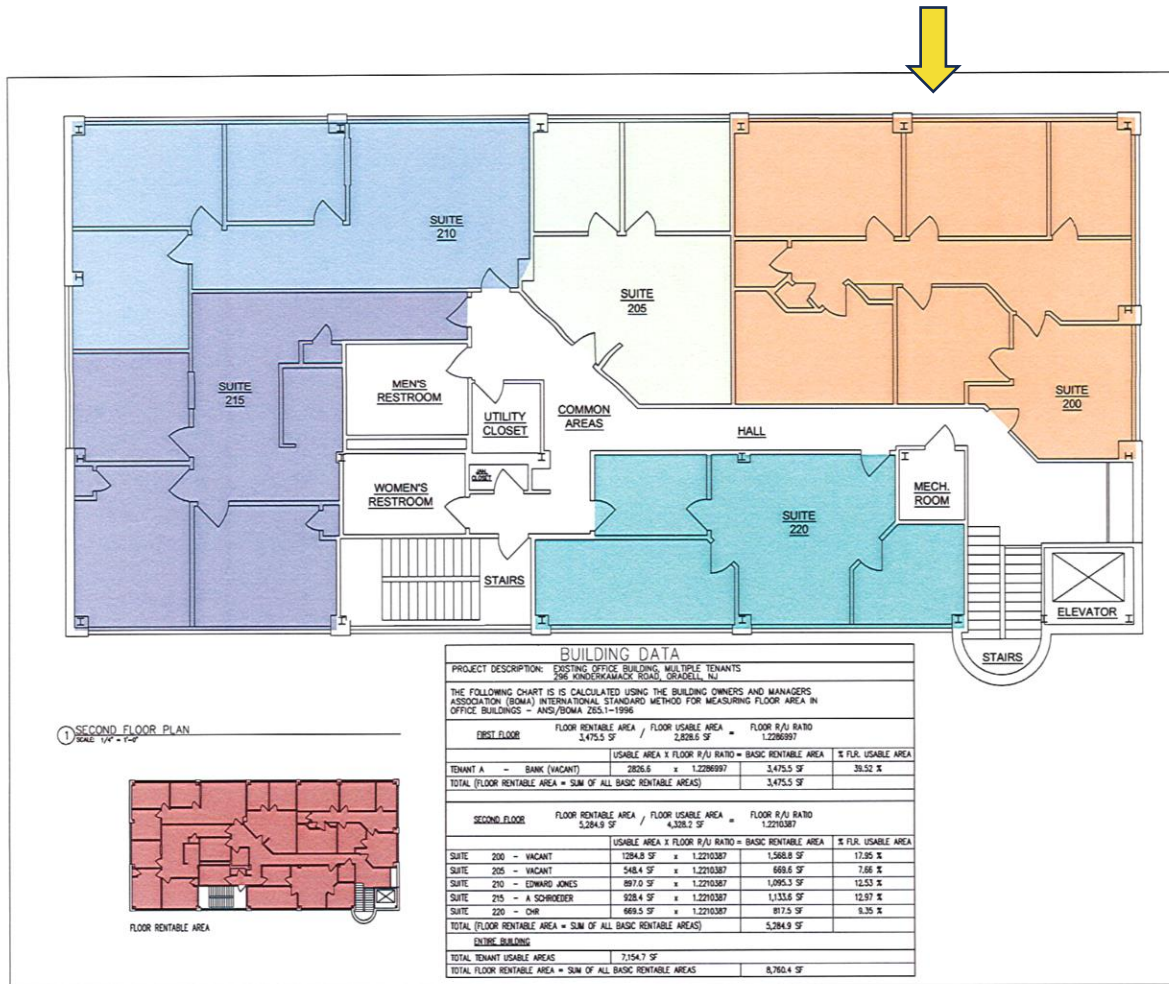 SUITE
210
SUITE
205
SUITE
215
MEN'S
RESTROOM
UTILITY
CLOSET
COMMON
AREAS
HALL
SUITE
200
WOMEN'S
RESTROOM
JAN.
CLOSET
MECH.
ROOM
SUITE
220
STAIRS
ELEVATOR
STAIRS
1 SECOND FLOOR PLAN
SCALE: 1/4" = 1'-0"
FLOOR RENTABLE AREA
BUILDING DATA
PROJECT DESCRIPTION: EXISTING OFFICE BUILDING, MULTIPLE TENANTS
296 KINDERKAMACK ROAD, ORADELL, NJ
THE FOLLOWING CHART IS IS CALCULATED USING THE BUILDING OWNERS AND MANAGERS
ASSOCIATION (BOMA) INTERNATIONAL STANDARD METHOD FOR MEASURING FLOOR AREA IN
OFFICE BUILDINGS - ANSI/BOMA Z65.1-1996
FIRST FLOOR FLOOR RENTABLE AREA / FLOOR USABLE AREA = FLOOR R/U RATIO
3,475.5 SF 2,828.6 SF 1.2286997
USABLE AREA X FLOOR R/U RATIO = BASIC RENTABLE AREA % FLR. USABLE AREA
TENANT A - BANK (VACANT) 2826.6 x 1.2286997 3,475.5 SF 39.52 %
TOTAL (FLOOR RENTABLE AREA = SUM OF ALL BASIC RENTABLE AREAS) 3,475.5 SF
SECOND FLOOR FLOOR RENTABLE AREA / FLOOR USABLE AREA = FLOOR R/U RATIO
5,284.9 SF 4,328.2 SF 1.2210387
USABLE AREA X FLOOR R/U RATIO = BASIC RENTABLE AREA % FLR. USABLE AREA
SUITE 200 - VACANT 1284.8 SF x 1.2210387 1,568.8 SF 17.95 %
SUITE 205 - VACANT 548.4 SF x 1.2210387 669.6 SF 7.66 %
SUITE 210 - EDWARD JONES 897.0 SF x 1.2210387 1,095.3 SF 12.53 %
SUITE 215 - A SCHROEDER 928.4 SF x 1.2210387 1,133.6 SF 12.97 %
SUITE 220 - CHR 669.5 SF x 1.2210387 817.5 SF 9.35 %
TOTAL (FLOOR RENTABLE AREA = SUM OF ALL BASIC RENTABLE AREAS) 5,284.9 SF
ENTIRE BUILDING
TOTAL TENANT USABLE AREAS 7,154.7 SF
TOTAL FLOOR RENTABLE AREA = SUM OF ALL BASIC RENTABLE AREAS 8,760.4 SF